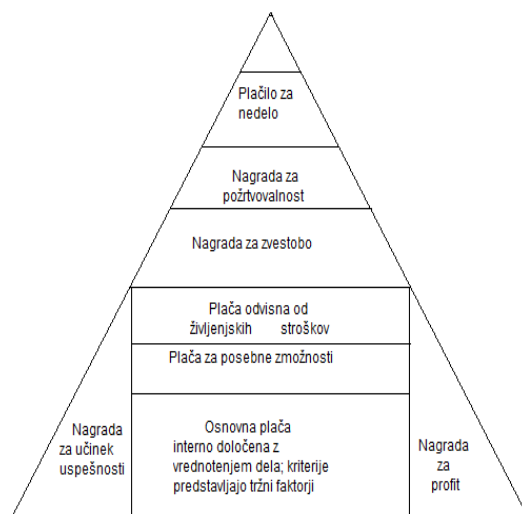 Plačilo za
nedelo
Nagrada za
požrtvovalnost
Nagrada za zvestobo
Plača odvisna od
življenjskih stroškov
Plača za posebne zmožnosti
Osnovna plača
interno določena z
vrednotenjem dela; kriterije
predstavljajo tržni faktorji
Nagrada
za učinek
uspešnosti
Nagrada
za
profit